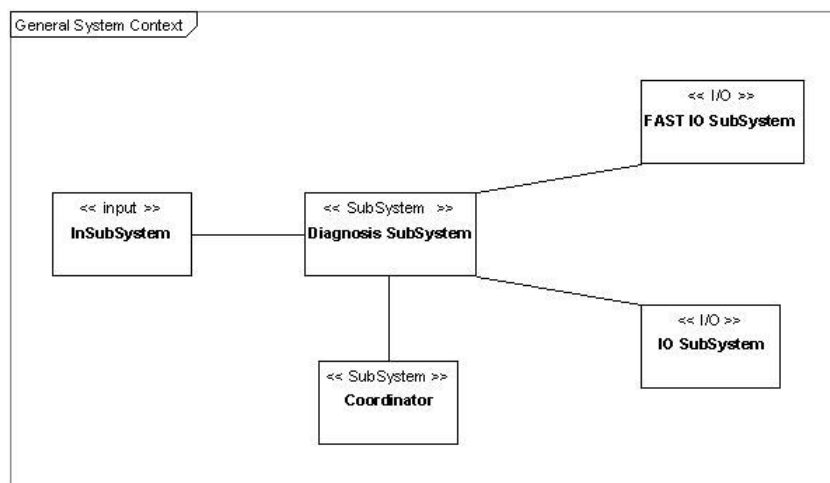 General System Context
<< I/O >>
FAST IO SubSystem
<< input >>
InSubSystem
<< SubSystem >>
Diagnosis SubSystem
<< I/O >>
IO SubSystem
<< SubSystem >>
Coordinator